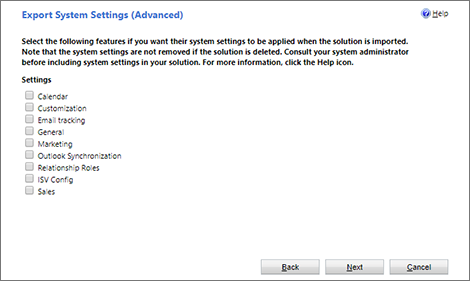 Export System Settings (Advanced)
Help
Select the following features if you want their system settings to be applied when the solution is imported.
Note that the system settings are not removed if the solution is deleted. Consult your system administrator
before including system settings in your solution. For more information, click the Help icon.
Settings
Calendar
Customization
Email tracking
General
Marketing
Outlook Synchronization
Relationship Roles
ISV Config
Sales
Back Next Cancel